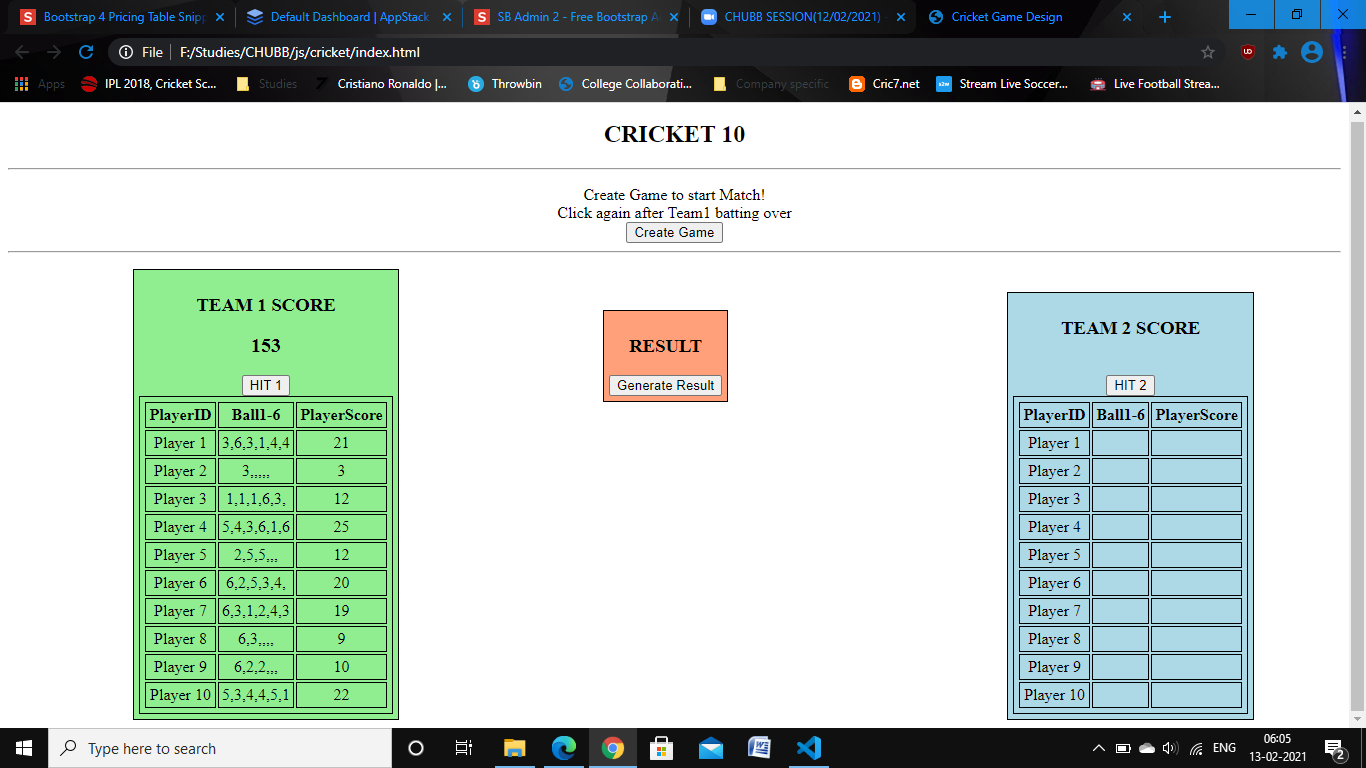 Bootstrap 4 Pricing Table Snipp
Default Dashboard | AppStack
SB Admin 2 - Free Bootstrap A
CHUBB SESSION(12/02/2021) -
Cricket Game Design
File
F:/Studies/CHUBB/js/cricket/index.html
Apps
IPL 2018, Cricket Sc...
Studies
Cristiano Ronaldo |...
Throwbin
College Collaborati...
Company specific
Cric7.net
Stream Live Soccer...
Live Football Strea...
CRICKET 10
Create Game to start Match!
Click again after Team1 batting over
Create Game
TEAM 1 SCORE
153
HIT 1
PlayerID Ball1-6 PlayerScore
Player 1 3,6,3,1,4,4 21
Player 2 3,,,,, 3
Player 3 1,1,1,6,3, 12
Player 4 5,4,3,6,1,6 25
Player 5 2,5,5,,, 12
Player 6 6,2,5,3,4, 20
Player 7 6,3,1,2,4,3 19
Player 8 6,3,,,, 9
Player 9 6,2,2,,, 10
Player 10 5,3,4,4,5,1 22
RESULT
Generate Result
TEAM 2 SCORE
HIT 2
PlayerID Ball1-6 PlayerScore
Player 1
Player 2
Player 3
Player 4
Player 5
Player 6
Player 7
Player 8
Player 9
Player 10
Type here to search
ENG
06:05
13-02-2021
2